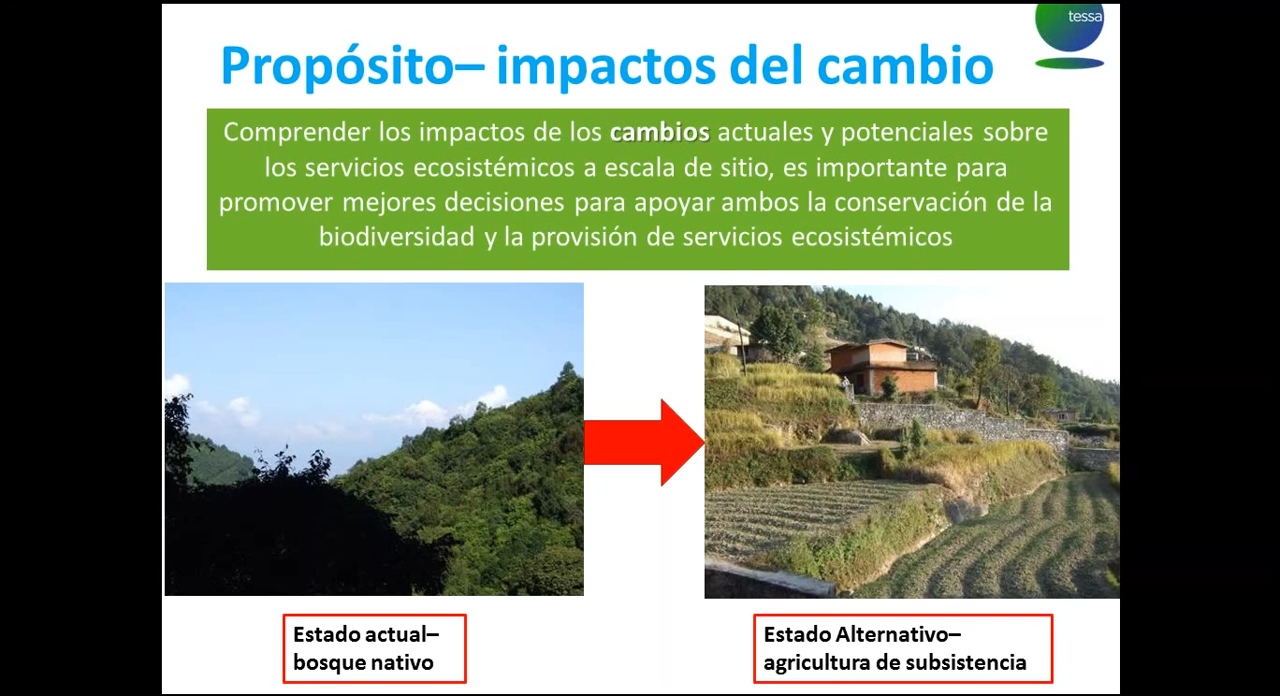 tessa
Propósito– impactos del cambio
Comprender los impactos de los cambios actuales y potenciales sobre
los servicios ecosistémicos a escala de sitio, es importante para
promover mejores decisiones para apoyar ambos la conservación de la
biodiversidad y la provisión de servicios ecosistémicos
Estado actual–
bosque nativo
Estado Alternativo–
agricultura de subsistencia